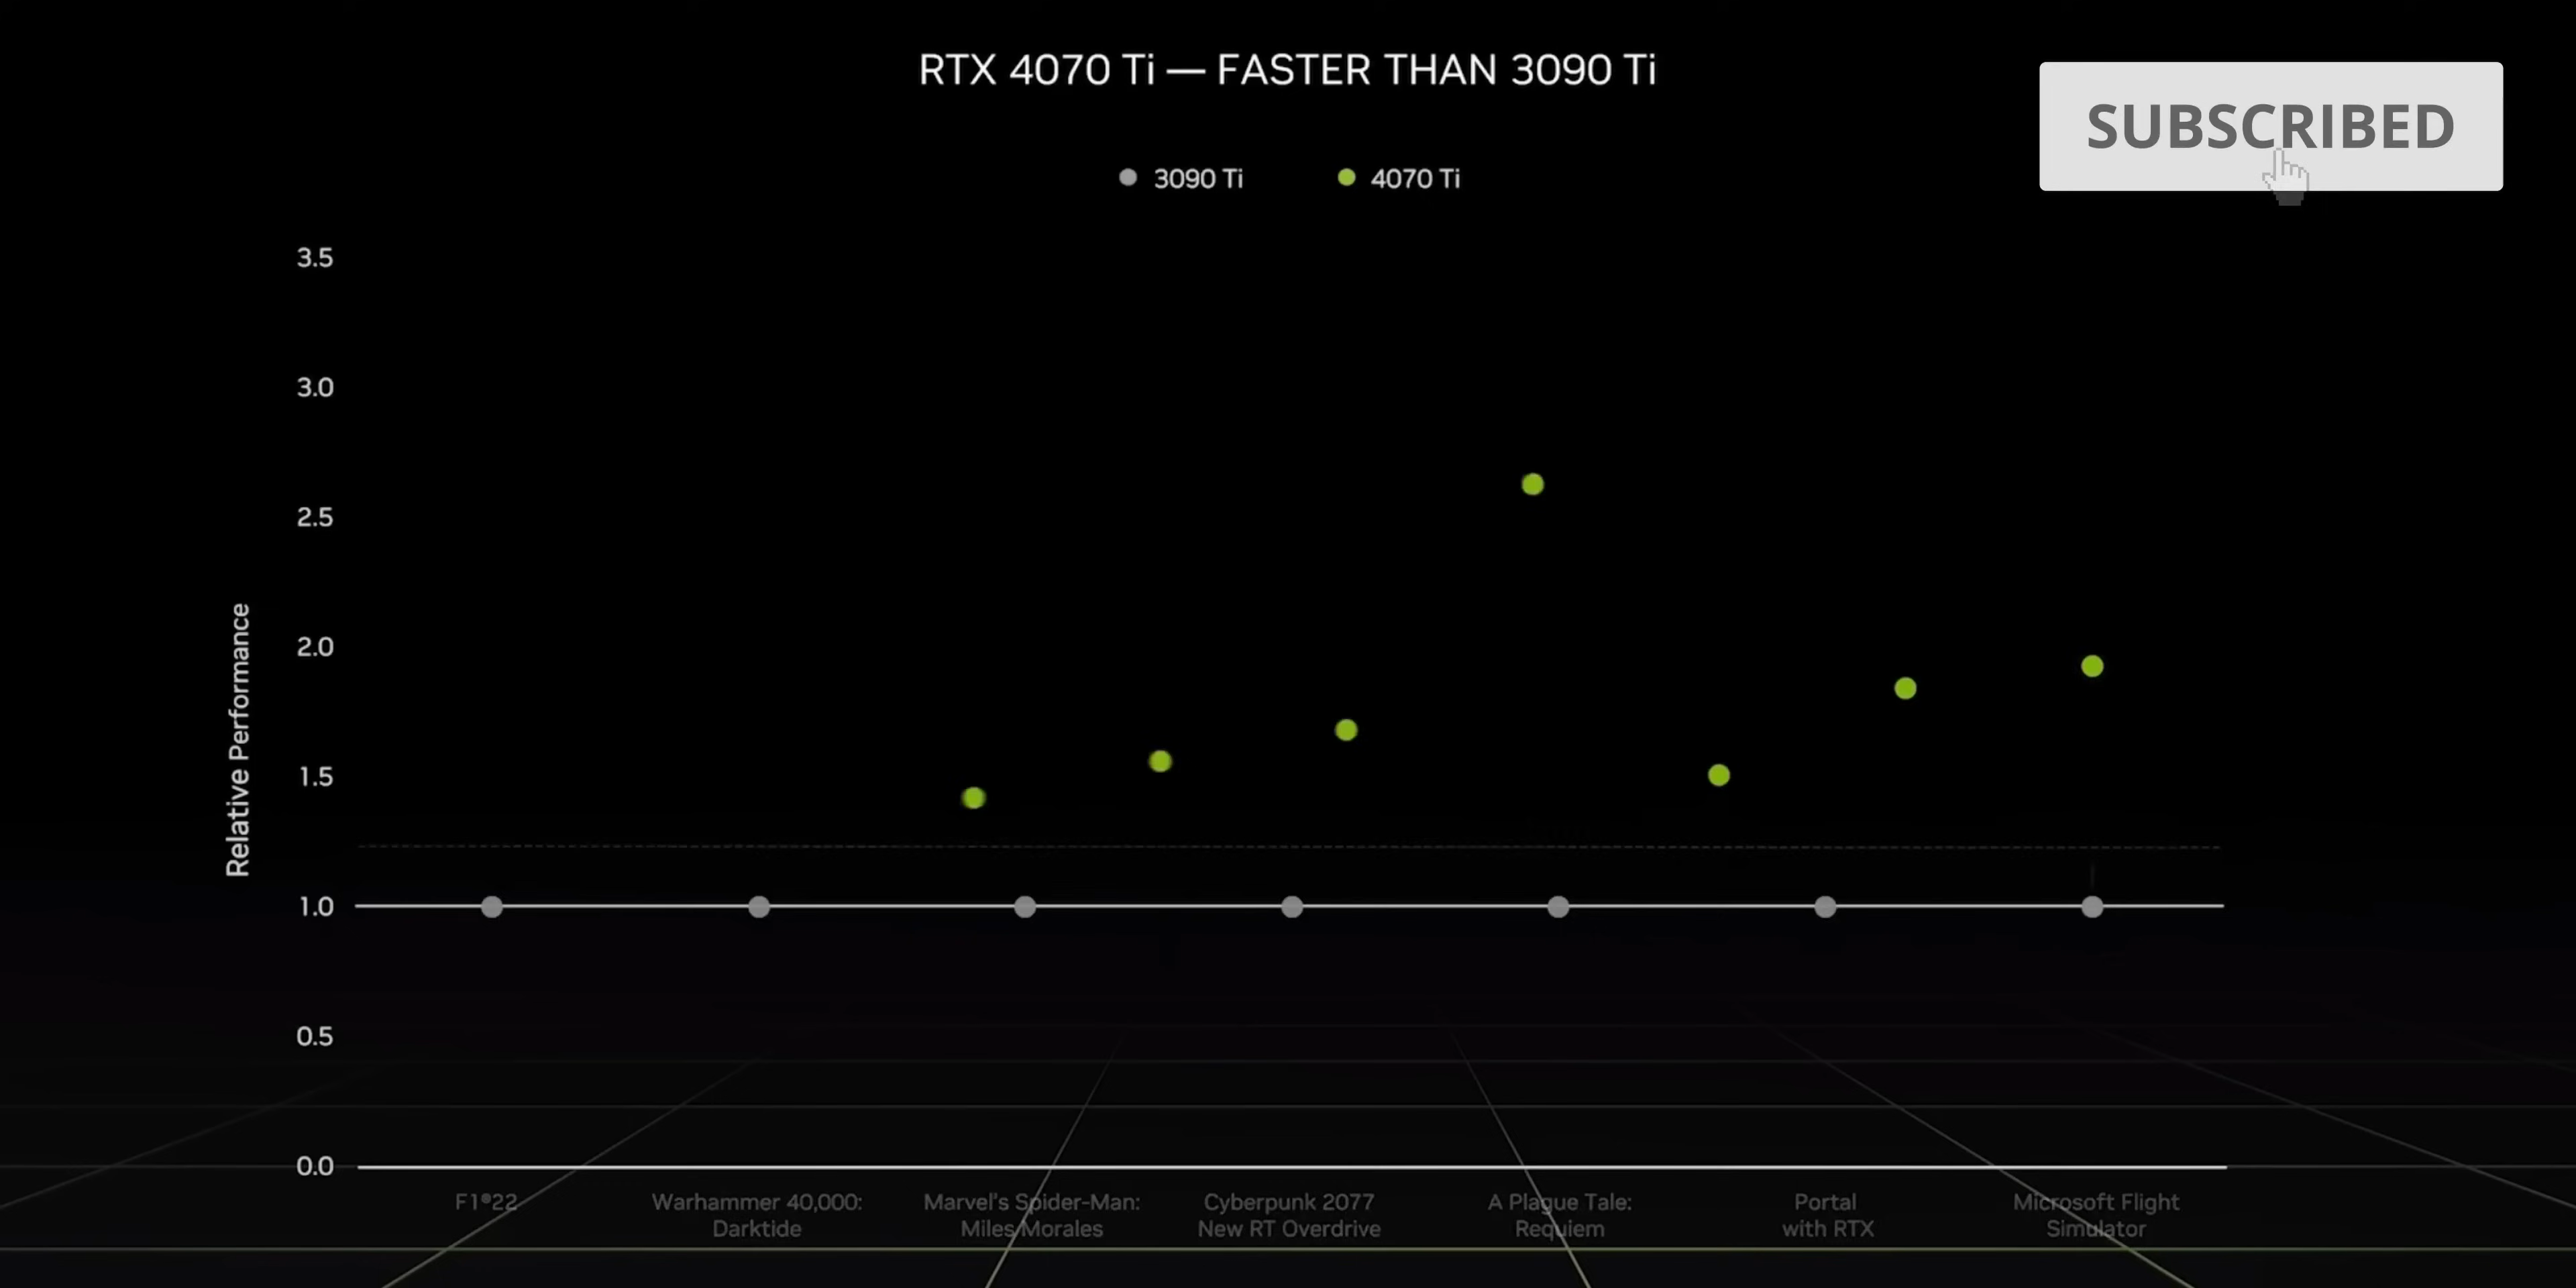 RTX 4070 Ti — FASTER THAN 3090 Ti
SUBSCRIBED
3090 Ti
4070 Ti
3.5
3.0
2.5
2.0
1.5
1.0
0.5
0.0
Relative Performance
F1®22
Warhammer 40,000:
Darktide
Marvel's Spider-Man:
Miles Morales
Cyberpunk 2077
New RT Overdrive
A Plague Tale:
Requiem
Portal
with RTX
Microsoft Flight
Simulator